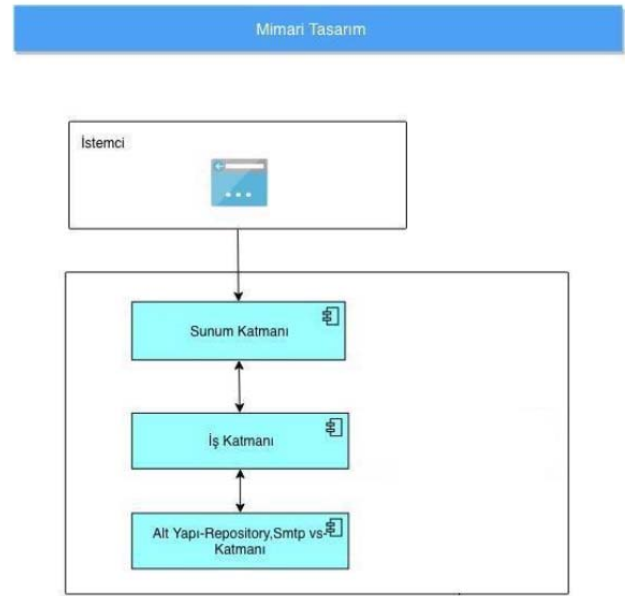 Mimari Tasarım
İstemci
Sunum Katmanı
İş Katmanı
Alt Yapı-Repository,Smtp vs-
Katmanı